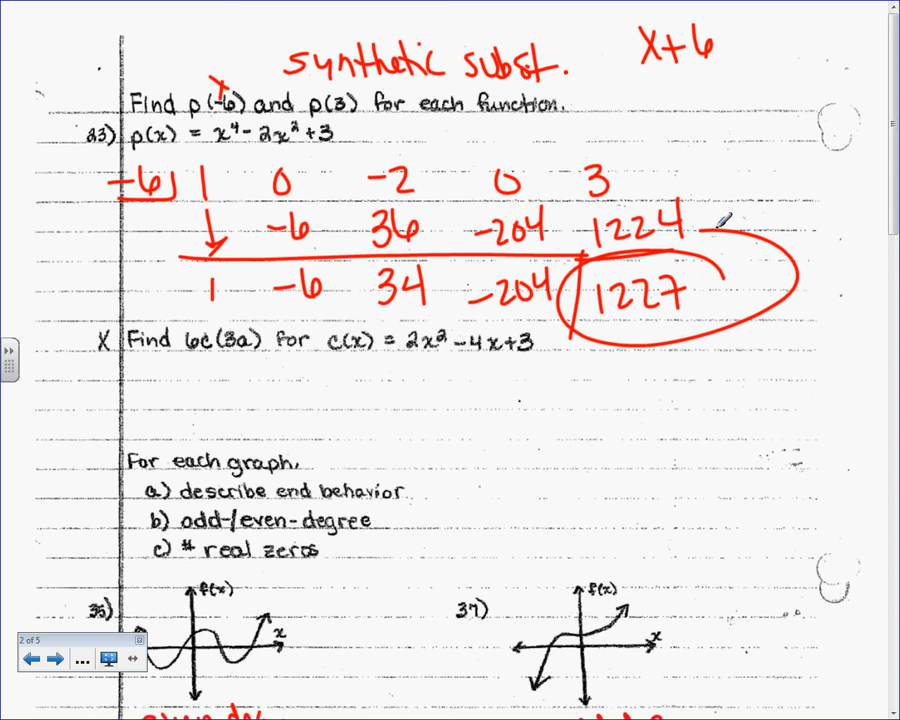 synthetic subst. x+6
Find p(-6) and p(3) for each function.
23) p(x) = x⁴ - 2x² + 3
-6| 1 0 -2 0 3
-6 36 -204 1224
1 -6 34 -204 1227
X Find 6c(3a) for c(x) = 2x² - 4x + 3
For each graph,
a) describe end behavior
b) odd-/even-degree
c) # real zeros
35) f(x) x
37) f(x) x
2 of 5